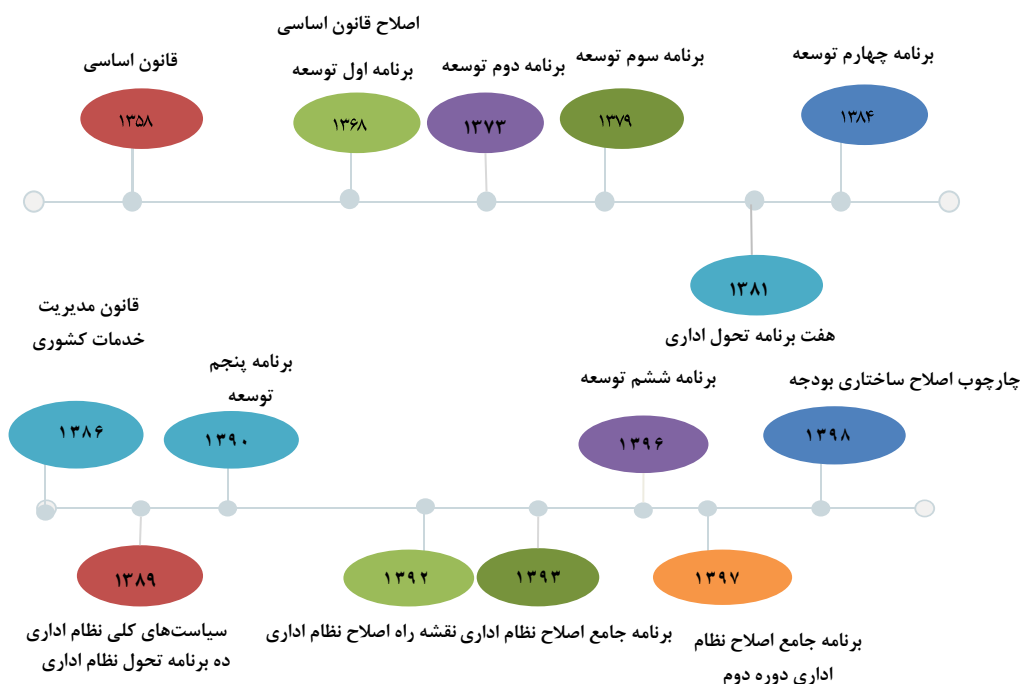 قانون اساسی
۱۳۵۸
اصلاح قانون اساسی
برنامه اول توسعه
۱۳۶۸
برنامه دوم توسعه
۱۳۷۳
برنامه سوم توسعه
۱۳۷۹
برنامه چهارم توسعه
۱۳۸۴
۱۳۸۱
هفت برنامه تحول اداری
قانون مدیریت
خدمات کشوری
۱۳۸۶
برنامه پنجم
توسعه
۱۳۹۰
برنامه ششم توسعه
۱۳۹۶
چارچوب اصلاح ساختاری بودجه
۱۳۹۸
۱۳۸۹
سیاست‌های کلی نظام اداری
ده برنامه تحول نظام اداری
۱۳۹۲
نقشه راه اصلاح نظام اداری
۱۳۹۳
برنامه جامع اصلاح نظام اداری
۱۳۹۷
برنامه جامع اصلاح نظام
اداری دوره دوم